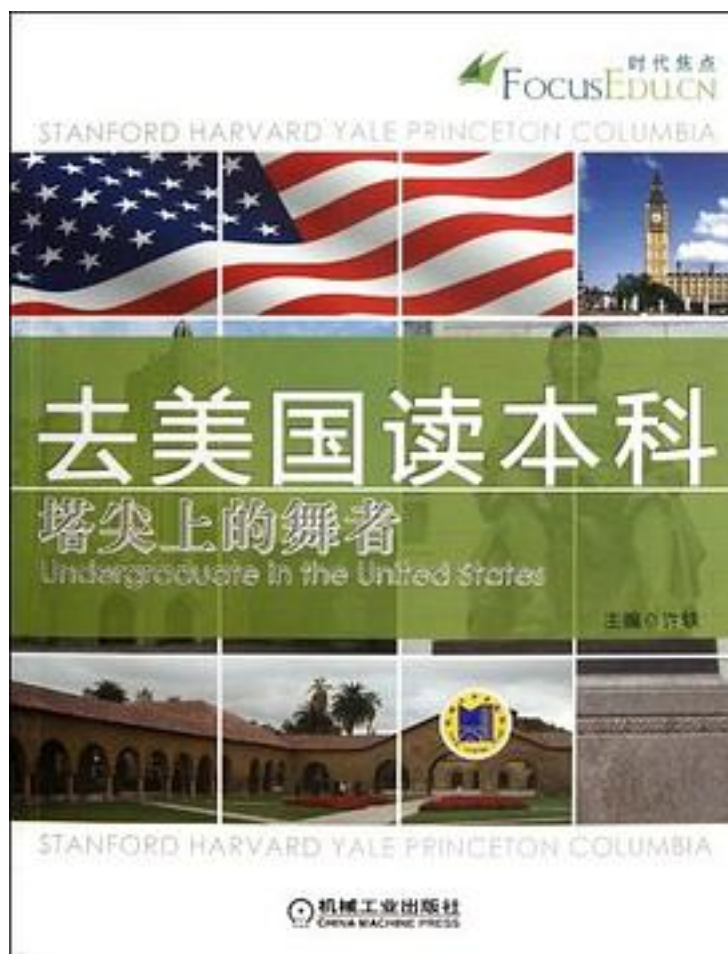 时代焦点
FOCUSEDU.CN
STANFORD HARVARD YALE PRINCETON COLUMBIA
去美国读本科
塔尖上的舞者
Undergraduate in the United States
主编◎许轶
STANFORD HARVARD YALE PRINCETON COLUMBIA
机械工业出版社
CHINA MACHINE PRESS